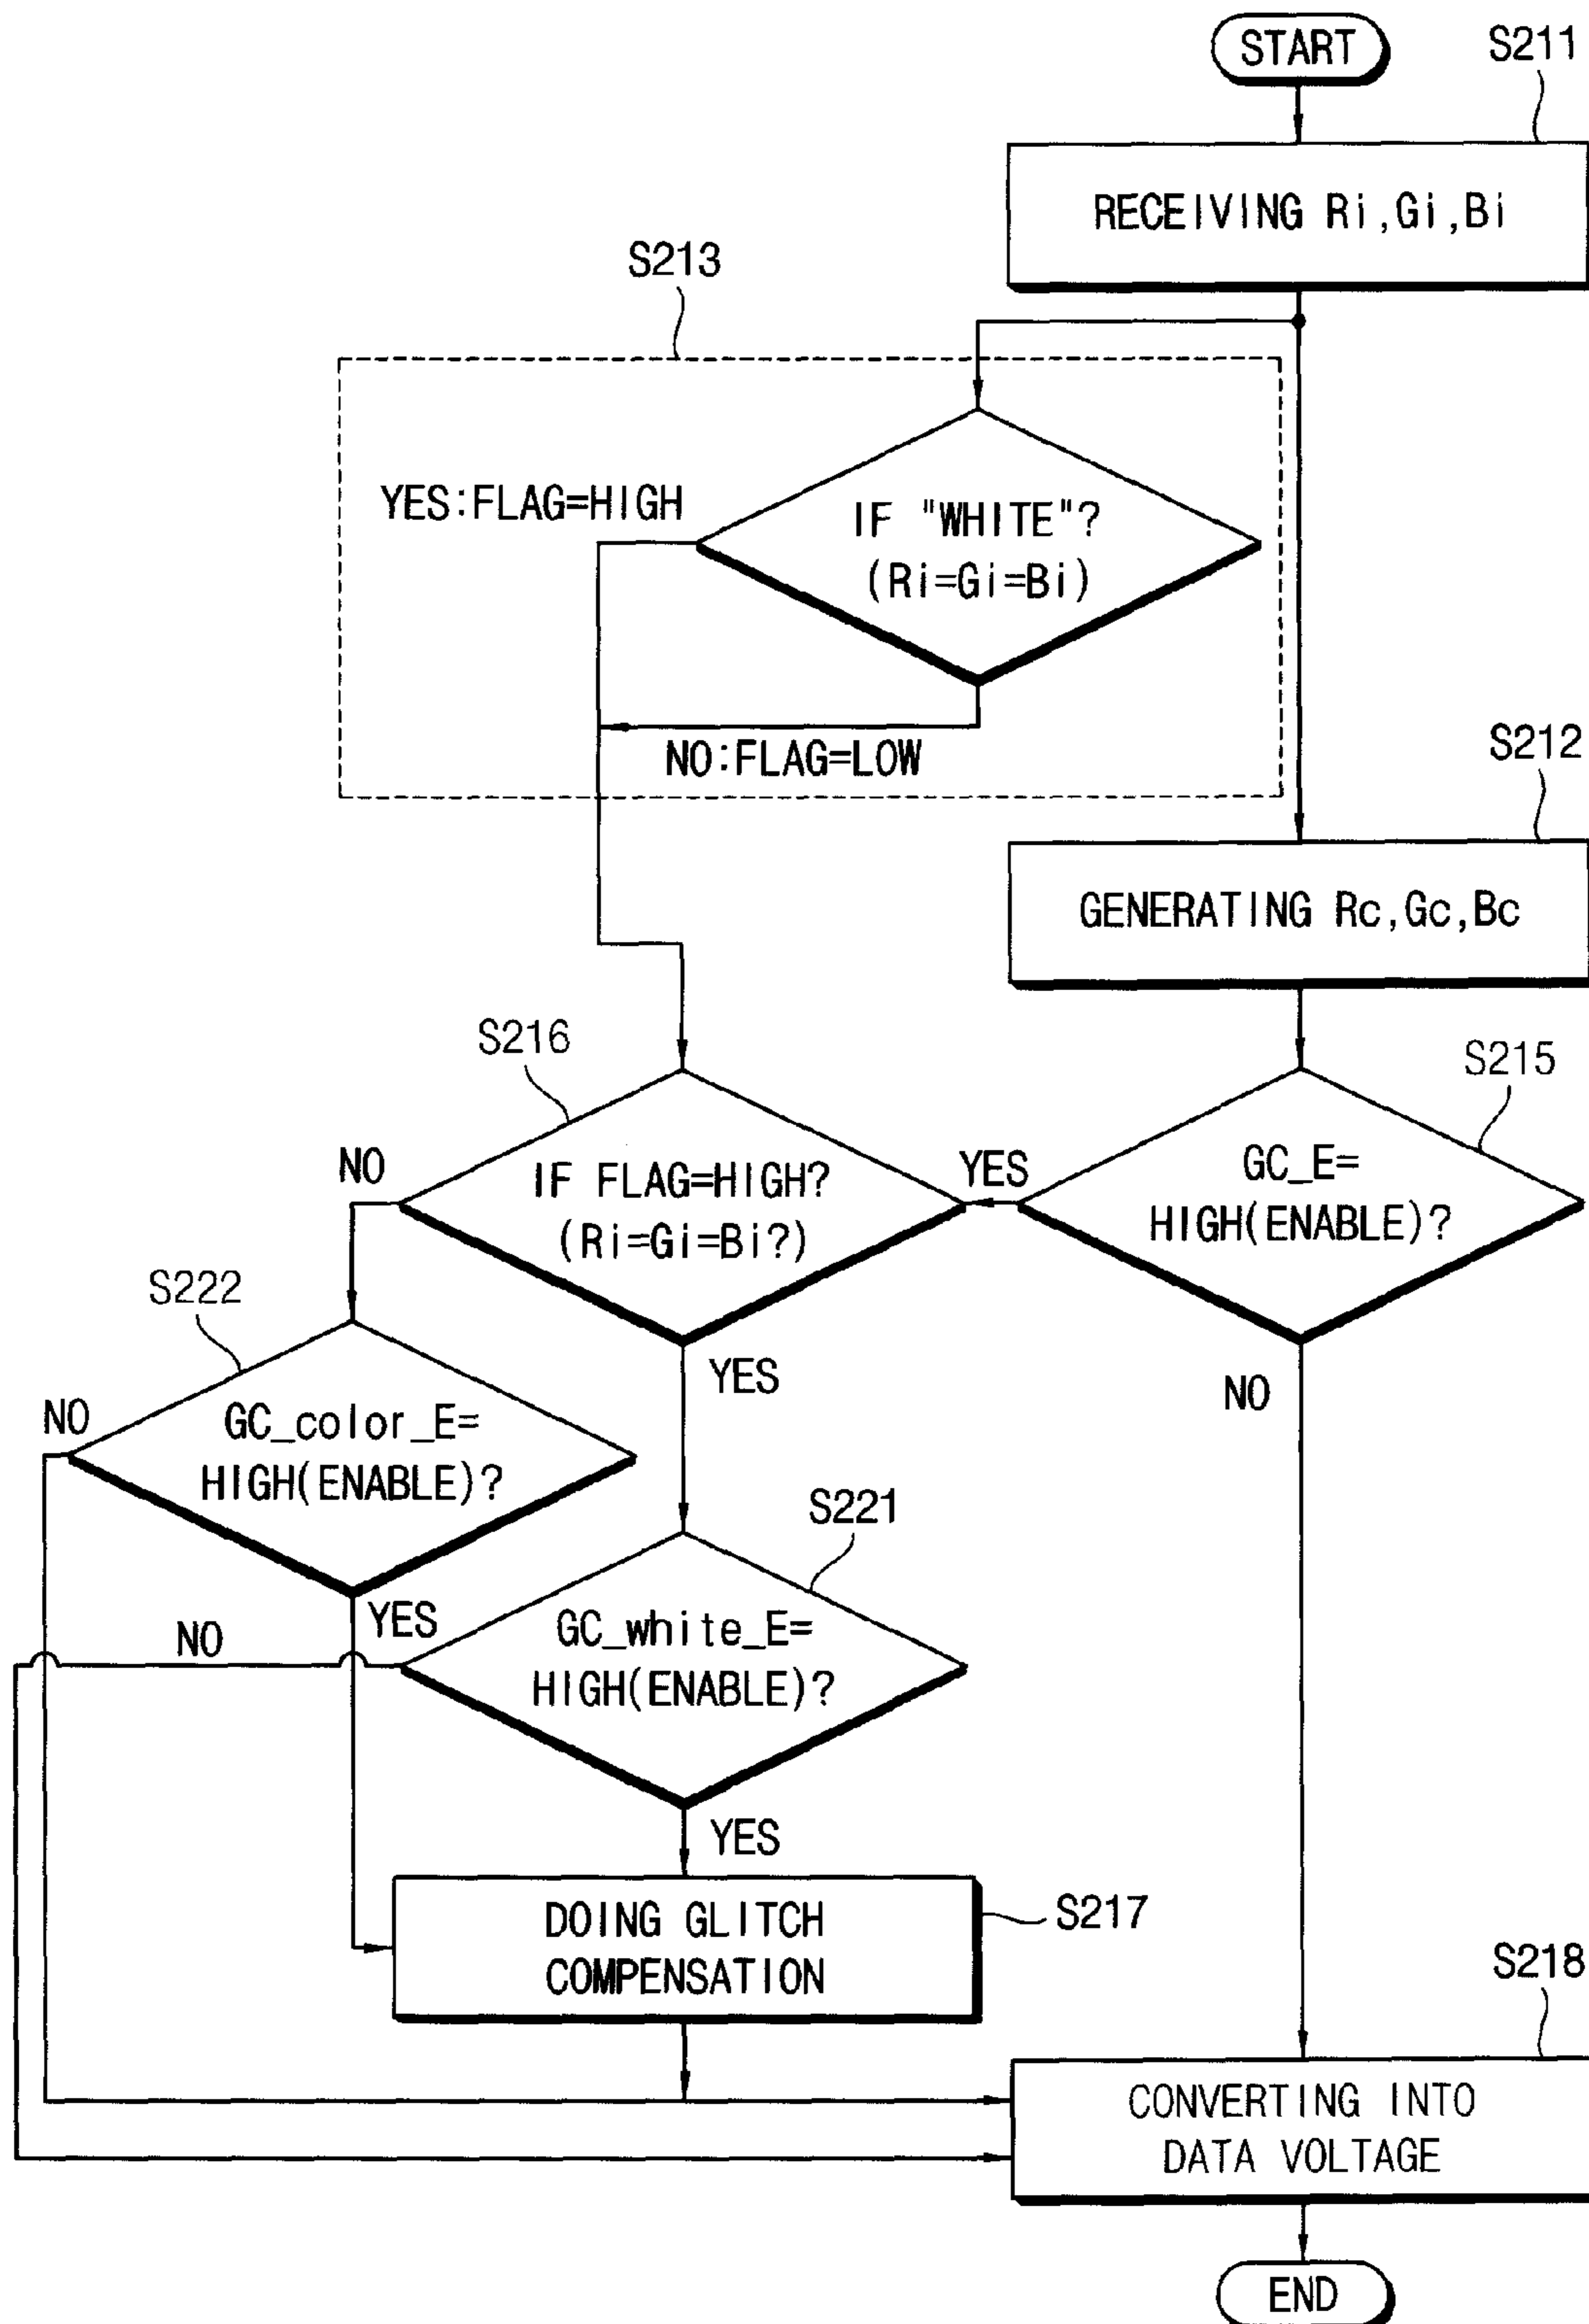 START
S211
RECEIVING Ri,Gi,Bi
S213
YES:FLAG=HIGH
IF "WHITE"?
(Ri=Gi=Bi)
NO:FLAG=LOW
S212
GENERATING Rc,Gc,Bc
S216
S215
NO
IF FLAG=HIGH?
(Ri=Gi=Bi?)
YES
GC_E=
HIGH(ENABLE)?
S222
YES
NO
NO
GC_color_E=
HIGH(ENABLE)?
S221
YES
NO
GC_white_E=
HIGH(ENABLE)?
YES
DOING GLITCH
COMPENSATION
S217
S218
CONVERTING INTO
DATA VOLTAGE
END